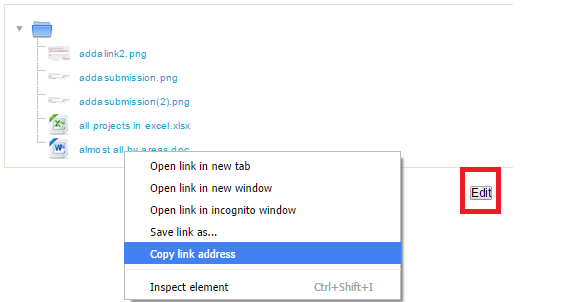 addalink2.png
addasubmission.png
addasubmission(2).png
all projects in excel.xlsx
almost all by areas.doc
Open link in new tab
Open link in new window
Edit
Open link in incognito window
Save link as...
Copy link address
Inspect element Ctrl+Shift+I